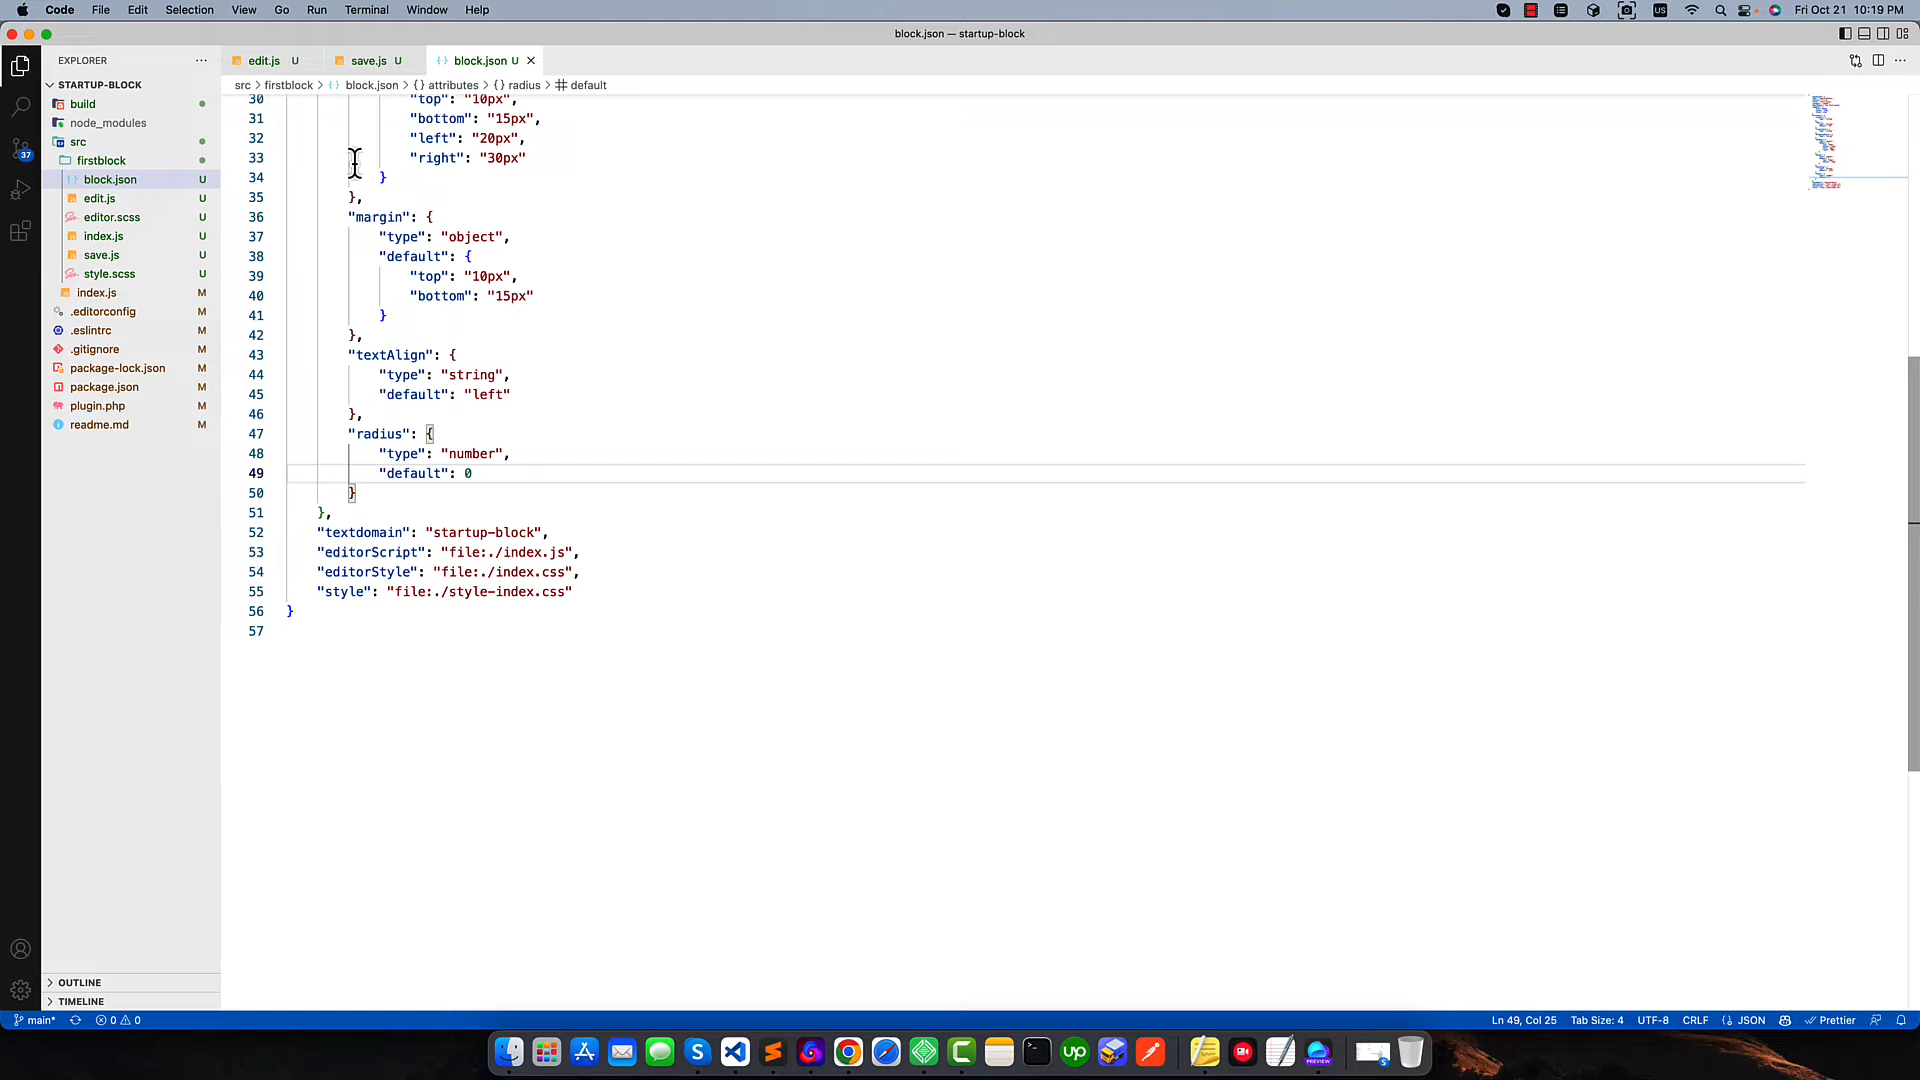 Code File Edit Selection View Go Run Terminal Window Help
US
Fri Oct 21 10:19 PM
block.json — startup-block
EXPLORER
edit.js U
save.js U
block.json U
STARTUP-BLOCK
src > firstblock > block.json > {} attributes > {} radius > # default
build
node_modules
src
firstblock
block.json U
edit.js U
editor.scss U
index.js U
save.js U
style.scss U
index.js M
.editorconfig M
.eslintrc M
.gitignore M
package-lock.json M
package.json M
plugin.php M
readme.md M
37
30 "top": "10px",
31 "bottom": "15px",
32 "left": "20px",
33 "right": "30px"
34 }
35 },
36 "margin": {
37 "type": "object",
38 "default": {
39 "top": "10px",
40 "bottom": "15px"
41 }
42 },
43 "textAlign": {
44 "type": "string",
45 "default": "left"
46 },
47 "radius": {
48 "type": "number",
49 "default": 0
50 }
51 },
52 "textdomain": "startup-block",
53 "editorScript": "file:./index.js",
54 "editorStyle": "file:./index.css",
55 "style": "file:./style-index.css"
56 }
57
OUTLINE
TIMELINE
main* 0 0
Ln 49, Col 25 Tab Size: 4 UTF-8 CRLF {} JSON Prettier
up
PREVIEW